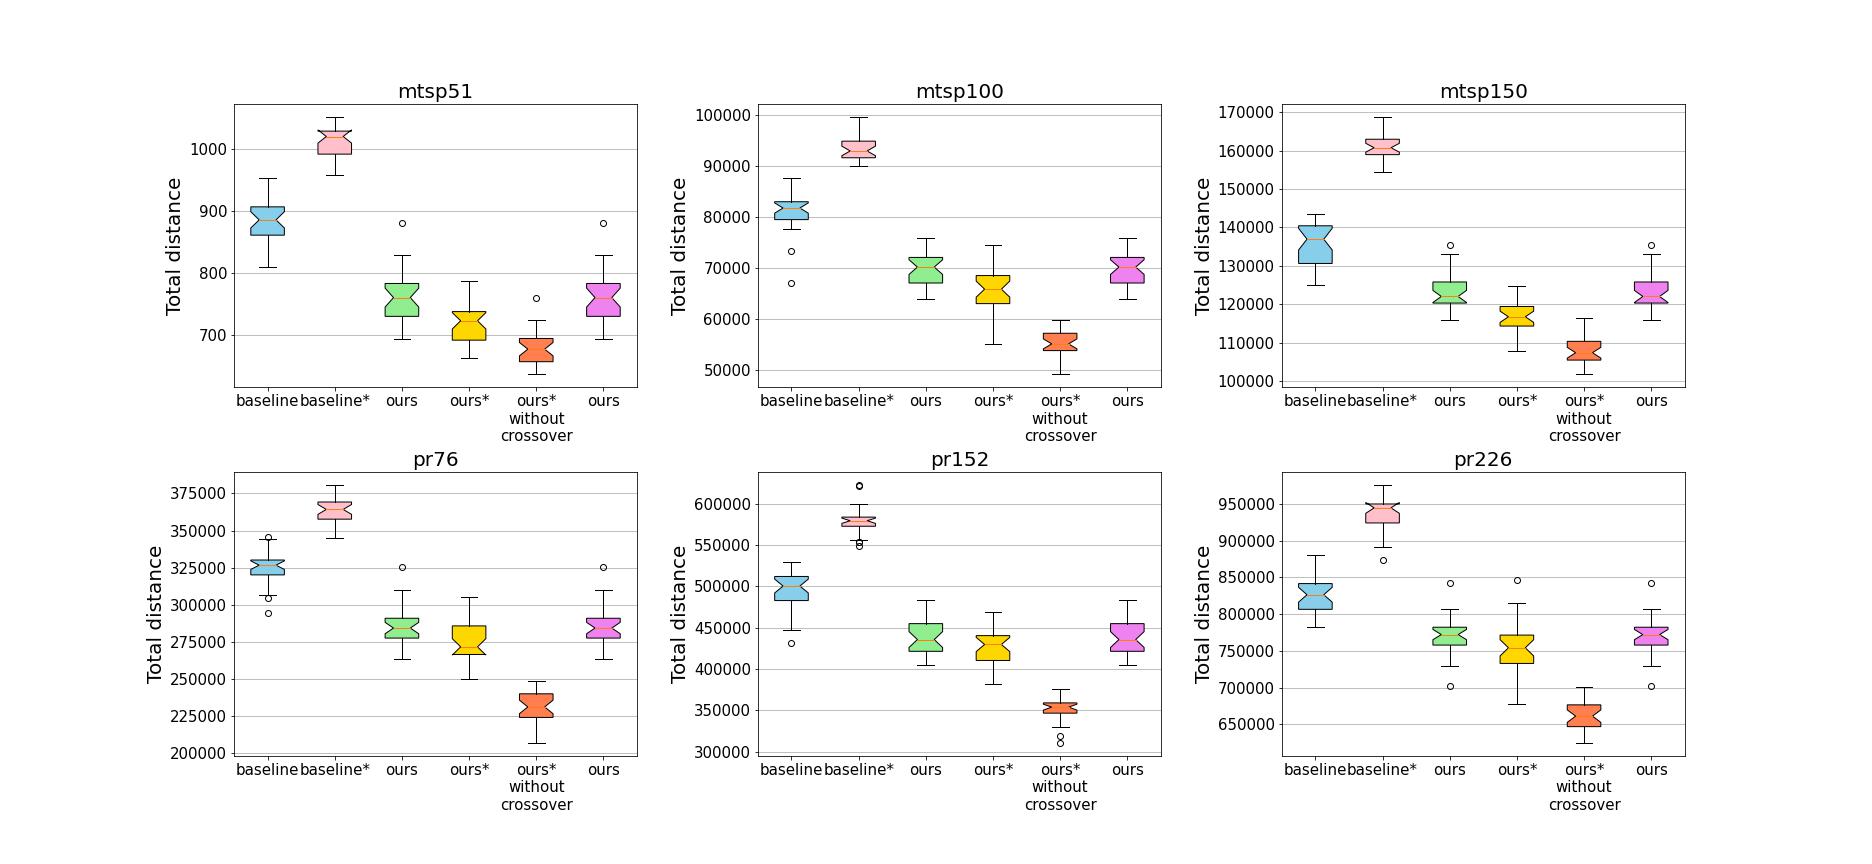 mtsp51
Total distance
1000
900
800
700
baseline
baseline*
ours
ours*
ours*
without
crossover
ours
mtsp100
Total distance
100000
90000
80000
70000
60000
50000
baseline
baseline*
ours
ours*
ours*
without
crossover
ours
mtsp150
Total distance
170000
160000
150000
140000
130000
120000
110000
100000
baseline
baseline*
ours
ours*
ours*
without
crossover
ours
pr76
Total distance
375000
350000
325000
300000
275000
250000
225000
200000
baseline
baseline*
ours
ours*
ours*
without
crossover
ours
pr152
Total distance
600000
550000
500000
450000
400000
350000
300000
baseline
baseline*
ours
ours*
ours*
without
crossover
ours
pr226
Total distance
950000
900000
850000
800000
750000
700000
650000
baseline
baseline*
ours
ours*
ours*
without
crossover
ours